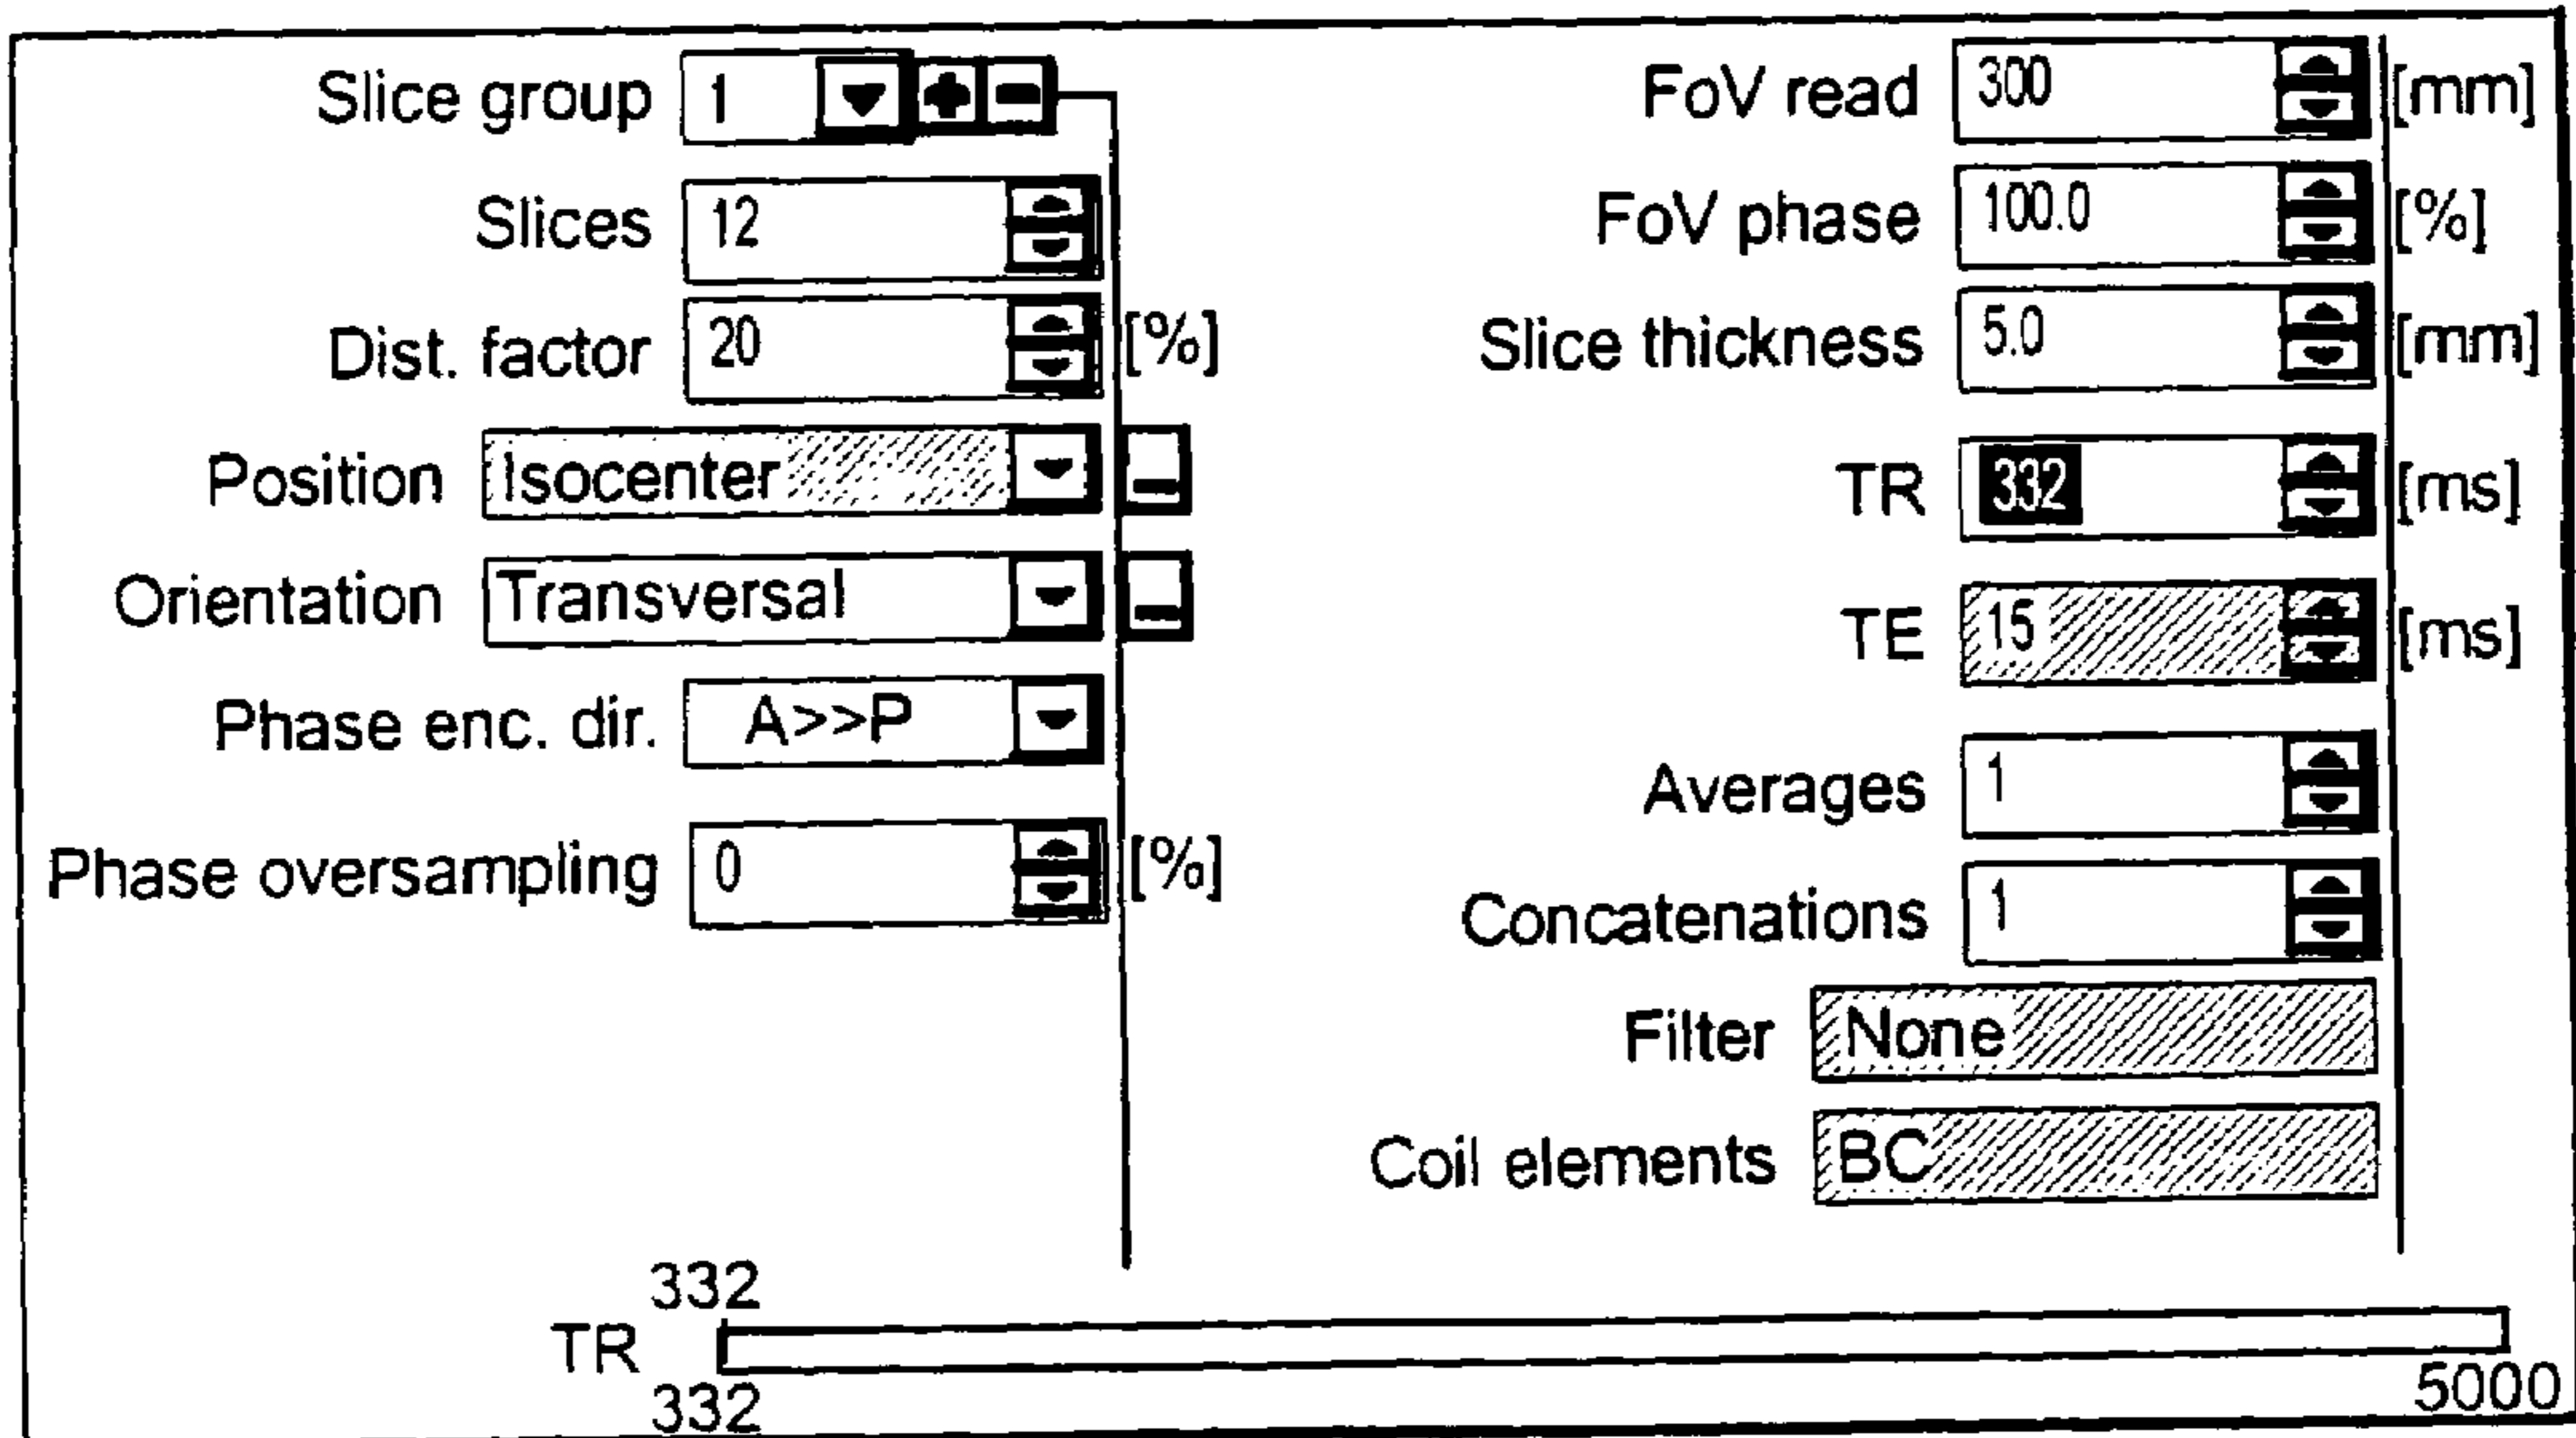 Slice group 1
Slices 12
Dist. factor 20 [%]
Position Isocenter
Orientation Transversal
Phase enc. dir. A>>P
Phase oversampling 0 [%]
FoV read 300 [mm]
FoV phase 100.0 [%]
Slice thickness 5.0 [mm]
TR 332 [ms]
TE 15 [ms]
Averages 1
Concatenations 1
Filter None
Coil elements BC
332
TR
332 5000